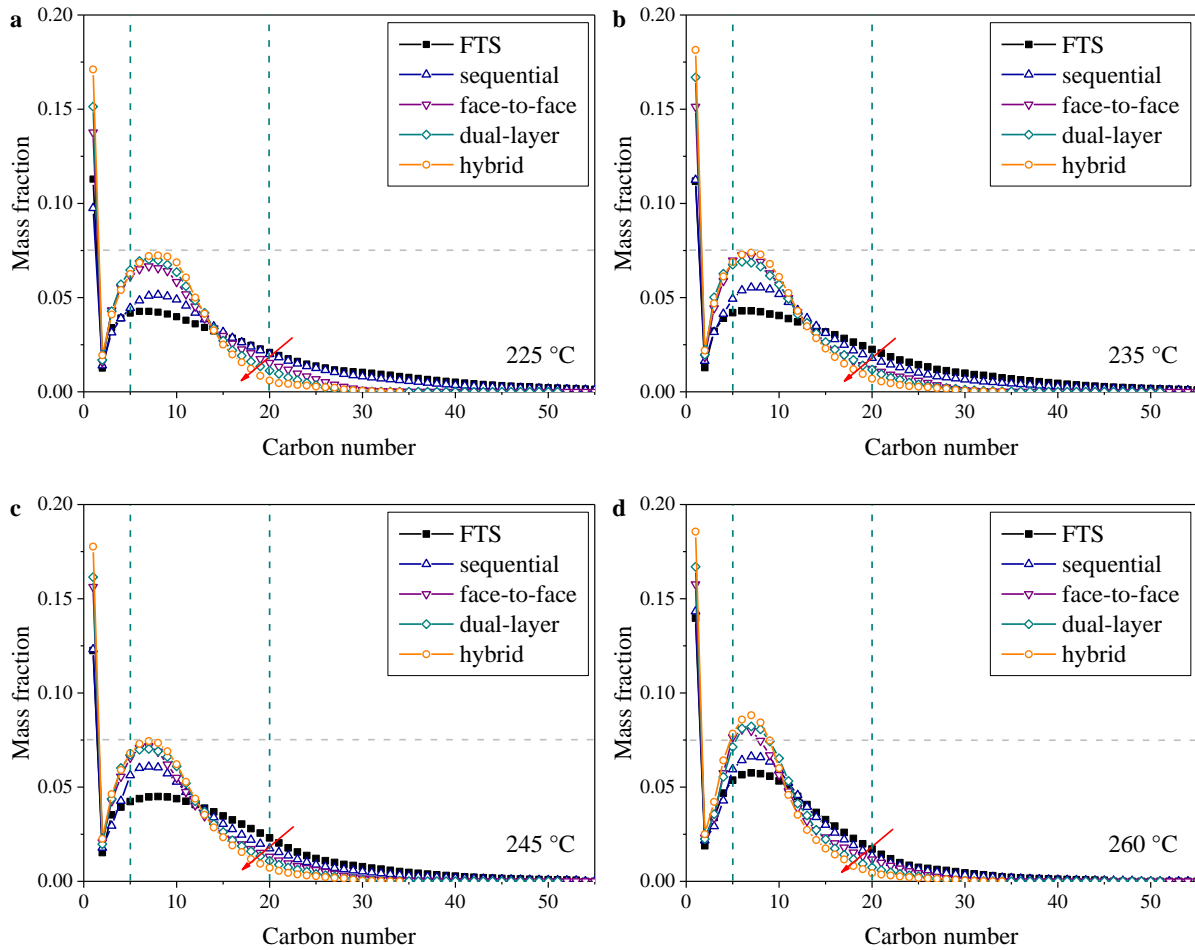 a
0.20
0.15
0.10
0.05
0.00
Mass fraction
FTS
sequential
face-to-face
dual-layer
hybrid
225 °C
0 10 20 30 40 50
Carbon number
b
0.20
0.15
0.10
0.05
0.00
Mass fraction
FTS
sequential
face-to-face
dual-layer
hybrid
235 °C
0 10 20 30 40 50
Carbon number
c
0.20
0.15
0.10
0.05
0.00
Mass fraction
FTS
sequential
face-to-face
dual-layer
hybrid
245 °C
0 10 20 30 40 50
Carbon number
d
0.20
0.15
0.10
0.05
0.00
Mass fraction
FTS
sequential
face-to-face
dual-layer
hybrid
260 °C
0 10 20 30 40 50
Carbon number